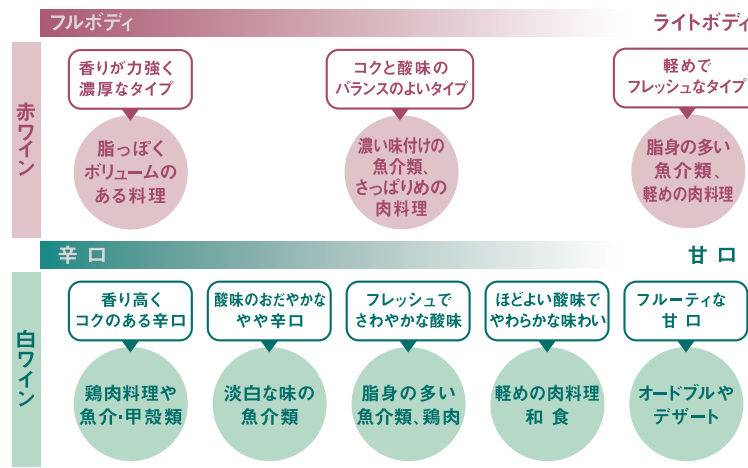 フルボディ
ライトボディ
赤ワイン
香りが力強く
濃厚なタイプ
脂っぽく
ボリュームの
ある料理
コクと酸味の
バランスのよいタイプ
濃い味付けの
魚介類、
さっぱりめの
肉料理
軽めで
フレッシュなタイプ
脂身の多い
魚介類、
軽めの肉料理
辛口
甘口
白ワイン
香り高く
コクのある辛口
鶏肉料理や
魚介・甲殻類
酸味のおだやかな
やや辛口
淡白な味の
魚介類
フレッシュで
さわやかな酸味
脂身の多い
魚介類、鶏肉
ほどよい酸味で
やわらかな味わい
軽めの肉料理
和食
フルーティな
甘口
オードブルや
デザート